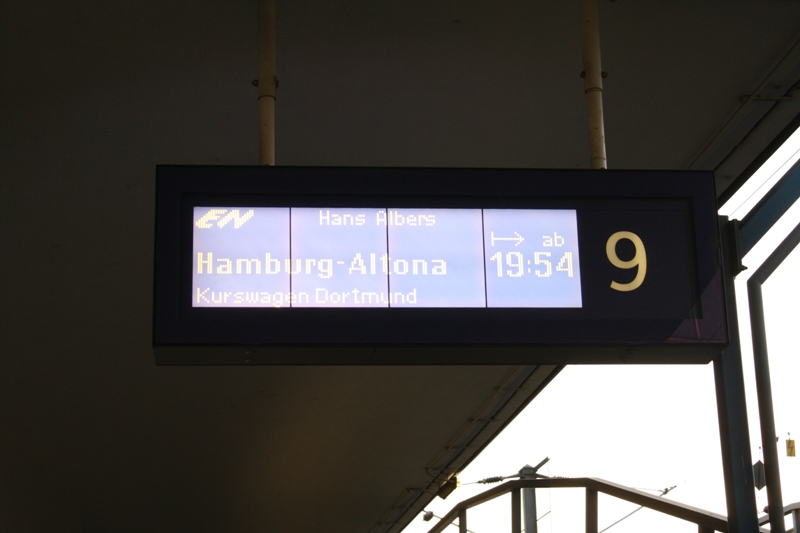 EN Hans Albers
ab
Hamburg-Altona 19:54
Kurswagen Dortmund
9